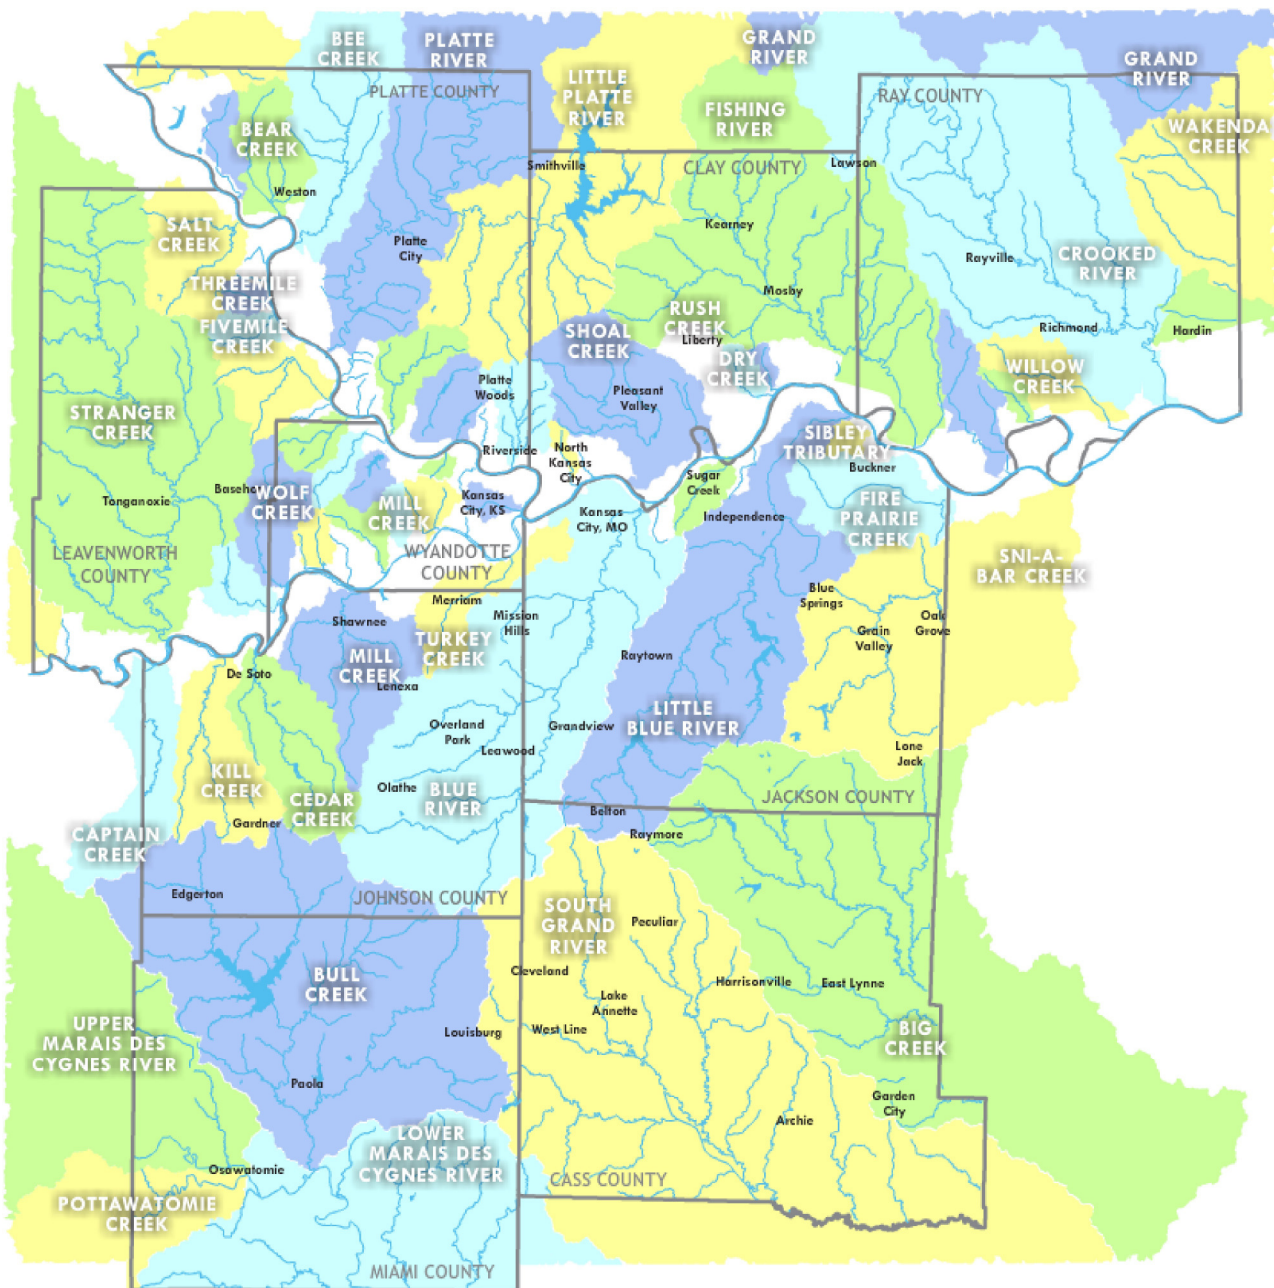 BEE
CREEK
PLATTE
RIVER
GRAND
RIVER
GRAND
RIVER
LITTLE
PLATTE
RIVER
PLATTE COUNTY
RAY COUNTY
FISHING
RIVER
BEAR
CREEK
WAKENDA
CREEK
Smithville
CLAY COUNTY
Lawson
Weston
SALT
CREEK
Kearney
Platte
City
Rayville
CROOKED
RIVER
THREEMILE
CREEK
Mosby
FIVEMILE
CREEK
SHOAL
CREEK
RUSH
CREEK
Liberty
Richmond
Hardin
DRY
CREEK
WILLOW
CREEK
Platte
Woods
Pleasant
Valley
STRANGER
CREEK
SIBLEY
TRIBUTARY
Riverside
North
Kansas
City
Buckner
Sugar
Creek
Tonganoxie
Baseho
WOLF
CREEK
MILL
CREEK
Kansas
City, KS
Kansas
City, MO
Independence
FIRE
PRAIRIE
CREEK
LEAVENWORTH
COUNTY
WYANDOTTE
COUNTY
SNI-A-
BAR CREEK
Merriam
Blue
Springs
Oak
Grove
Shawnee
Mission
Hills
TURKEY
CREEK
Grain
Valley
MILL
CREEK
Raytown
De Soto
Lenexa
Overland
Park
Leawood
Grandview
LITTLE
BLUE RIVER
Lone
Jack
KILL
CREEK
Olathe
BLUE
RIVER
CEDAR
CREEK
JACKSON COUNTY
Belton
Gardner
CAPTAIN
CREEK
Raymore
Edgerton
JOHNSON COUNTY
SOUTH
GRAND
RIVER
Peculiar
BULL
CREEK
Cleveland
Harrisonville
East Lynne
Lake
Annette
UPPER
MARAIS DES
CYGNES RIVER
Louisburg
West Line
BIG
CREEK
Paola
Garden
City
Archie
LOWER
MARAIS DES
CYGNES RIVER
Osawatomie
CASS COUNTY
POTTAWATOMIE
CREEK
MIAMI COUNTY